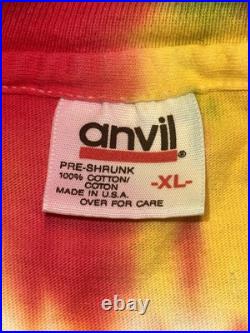 anvil®
PRE-SHRUNK
100% COTTON/
COTON
MADE IN U.S.A.
OVER FOR CARE
-XL-